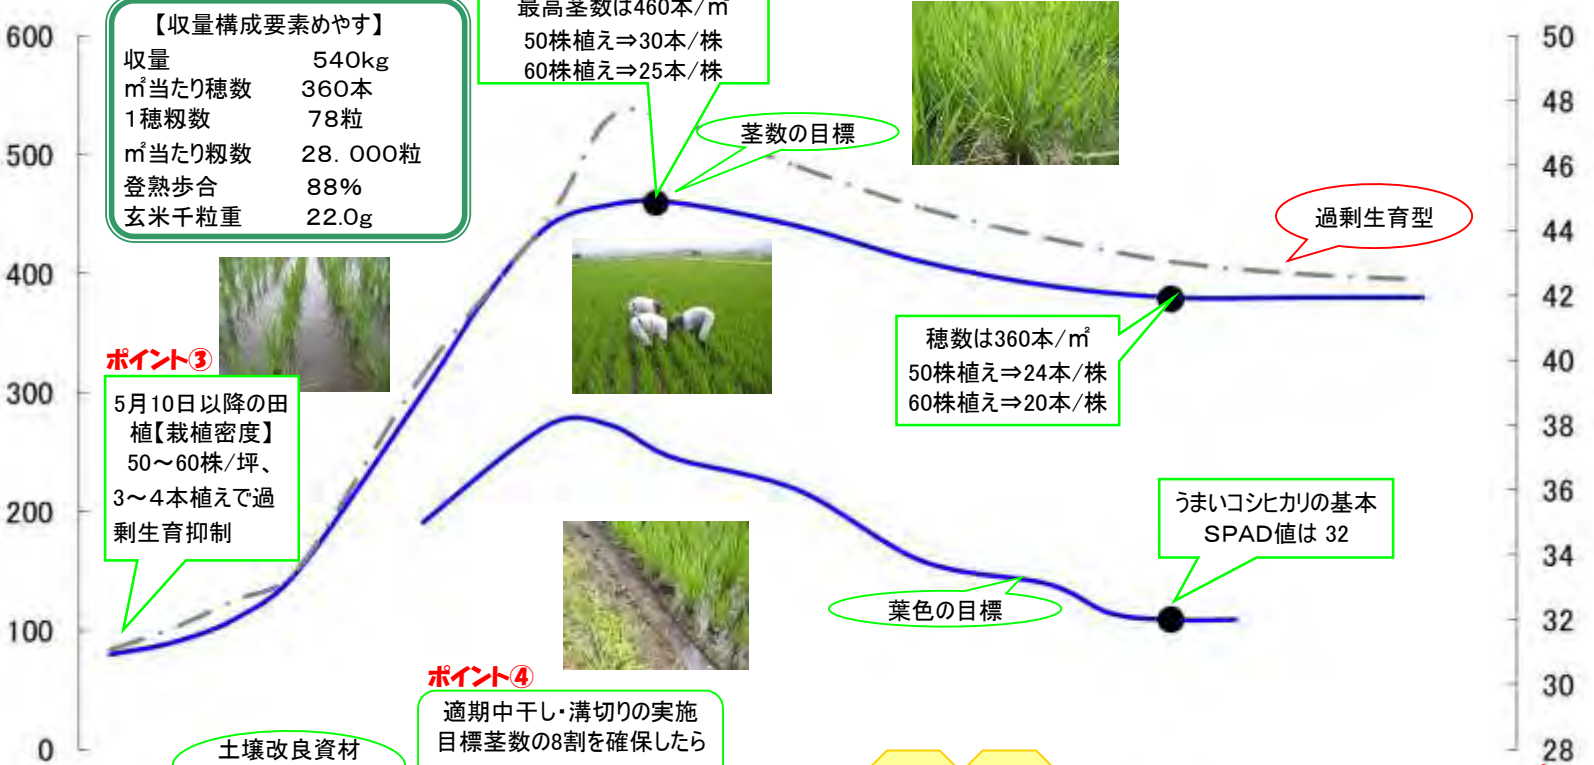 【収量構成要素めやす】
収量 540kg
㎡当たり穂数 360本
1穂籾数 78粒
㎡当たり籾数 28．000粒
登熟歩合 88%
玄米千粒重 22.0g
最高茎数は460本/㎡
50株植え⇒30本/株
60株植え⇒25本/株
茎数の目標
過剰生育型
穂数は360本/㎡
50株植え⇒24本/株
60株植え⇒20本/株
ポイント③
5月10日以降の田
植【栽植密度】
50～60株/坪、
3～4本植えで過
剰生育抑制
うまいコシヒカリの基本
SPAD値は 32
葉色の目標
ポイント④
適期中干し・溝切りの実施
目標茎数の8割を確保したら
土壌改良資材
600
500
400
300
200
100
0
50
48
46
44
42
40
38
36
34
32
30
28